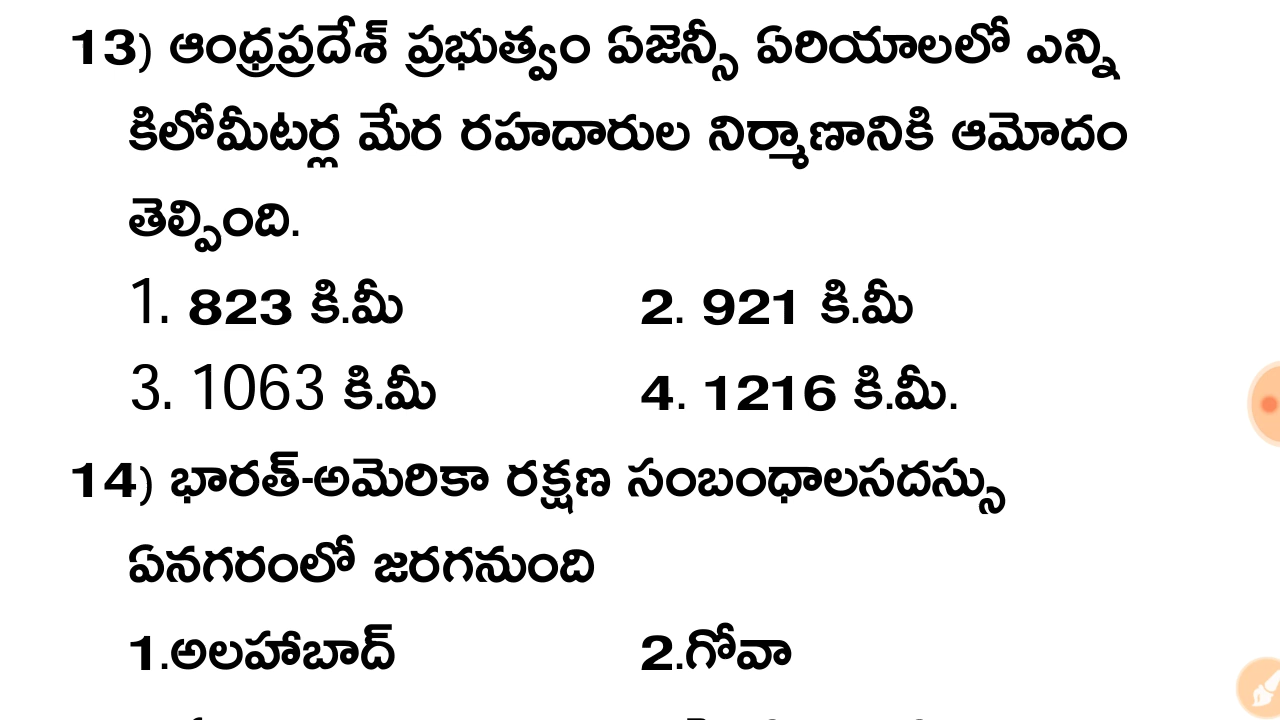 13) ఆంధ్రప్రదేశ్ ప్రభుత్వం ఏజెన్సీ ఏరియాలలో ఎన్ని
కిలోమీటర్ల మేర రహదారుల నిర్మాణానికి ఆమోదం
తెల్పింది.
1. 823 కి.మీ 2. 921 కి.మీ
3. 1063 కి.మీ 4. 1216 కి.మీ.
14) భారత్-అమెరికా రక్షణ సంబంధాలసదస్సు
ఏనగరంలో జరగనుంది
1.అలహాబాద్ 2.గోవా